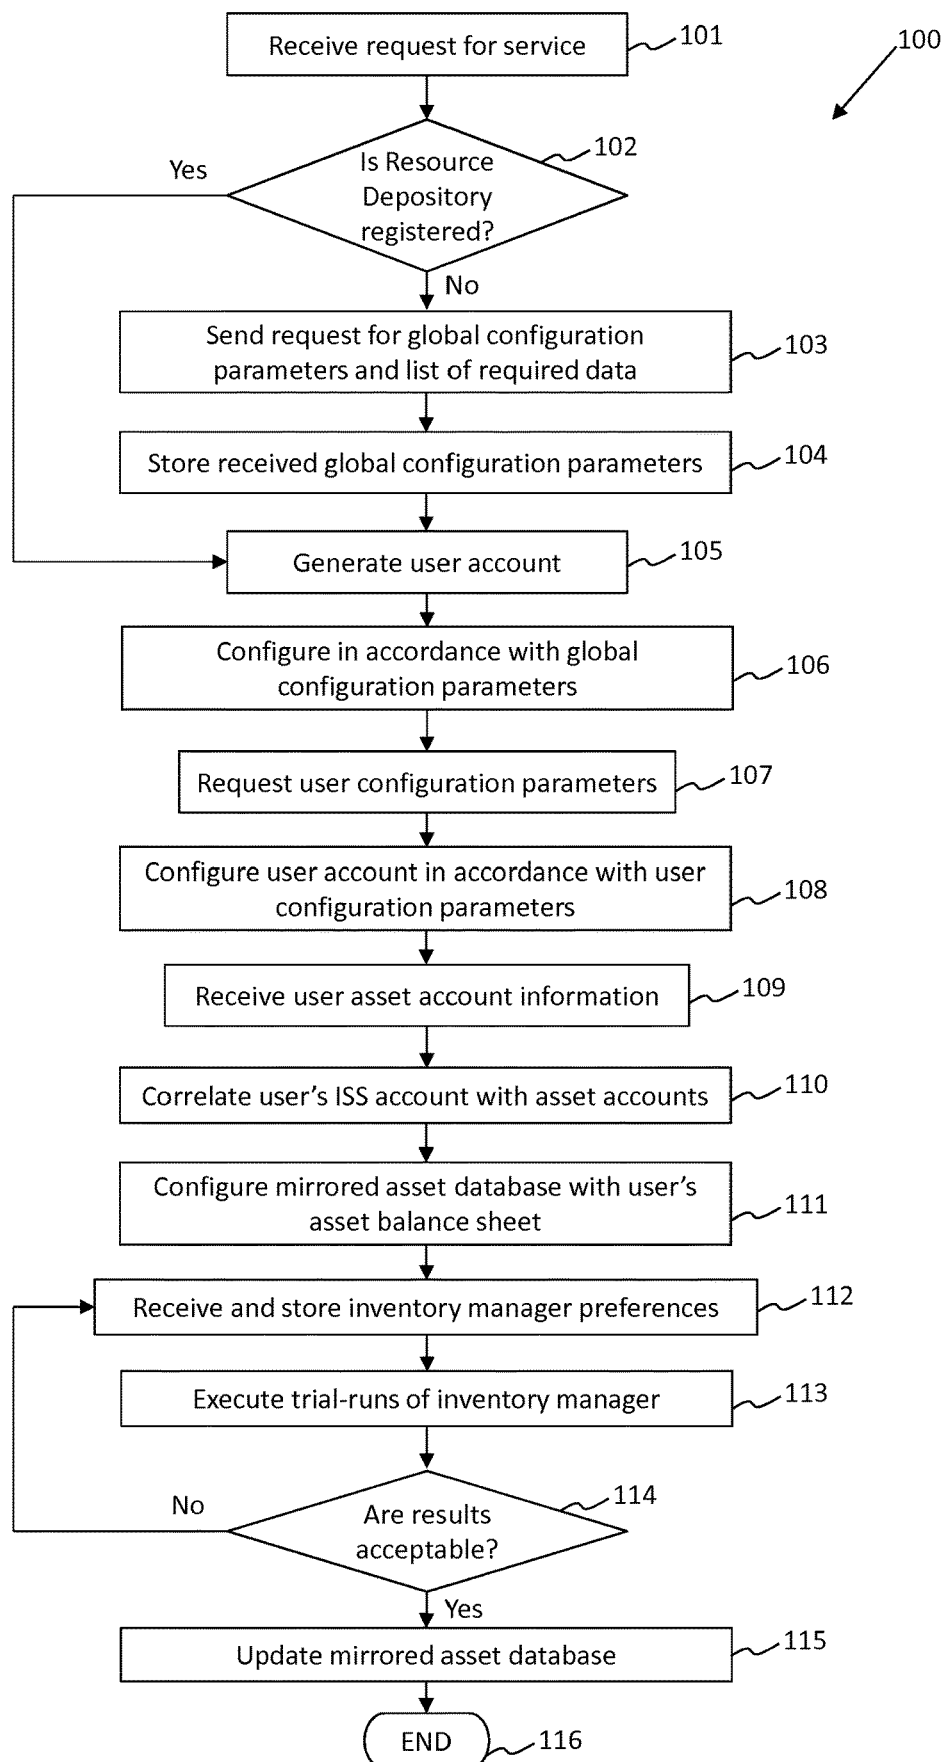 Receive request for service
101
100
Is Resource
Depository
registered?
102
Yes
No
Send request for global configuration
parameters and list of required data
103
Store received global configuration parameters
104
Generate user account
105
Configure in accordance with global
configuration parameters
106
Request user configuration parameters
107
Configure user account in accordance with user
configuration parameters
108
Receive user asset account information
109
Correlate user’s ISS account with asset accounts
110
Configure mirrored asset database with user’s
asset balance sheet
111
Receive and store inventory manager preferences
112
Execute trial-runs of inventory manager
113
Are results
acceptable?
114
No
Yes
Update mirrored asset database
115
END
116